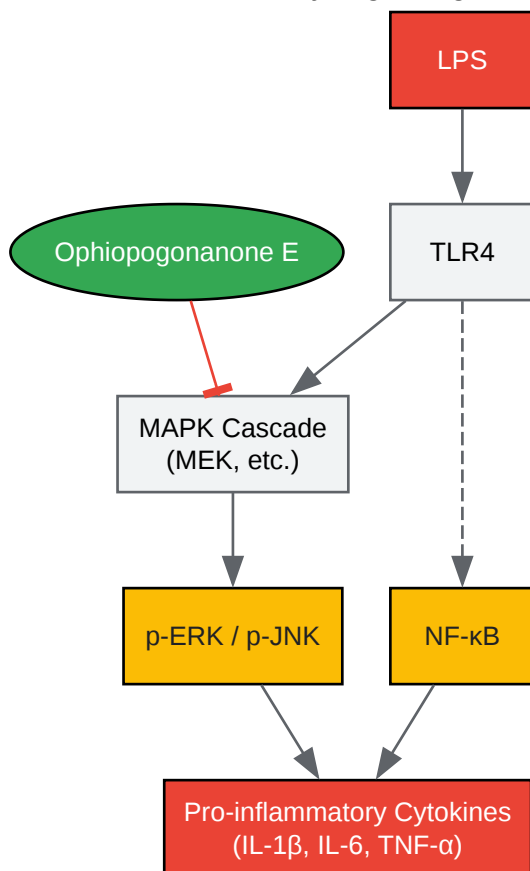 LPS
Ophiopogonanone E
TLR4
MAPK Cascade
(MEK, etc.)
p-ERK / p-JNK
NF-κB
Pro-inflammatory Cytokines
(IL-1β, IL-6, TNF-α)